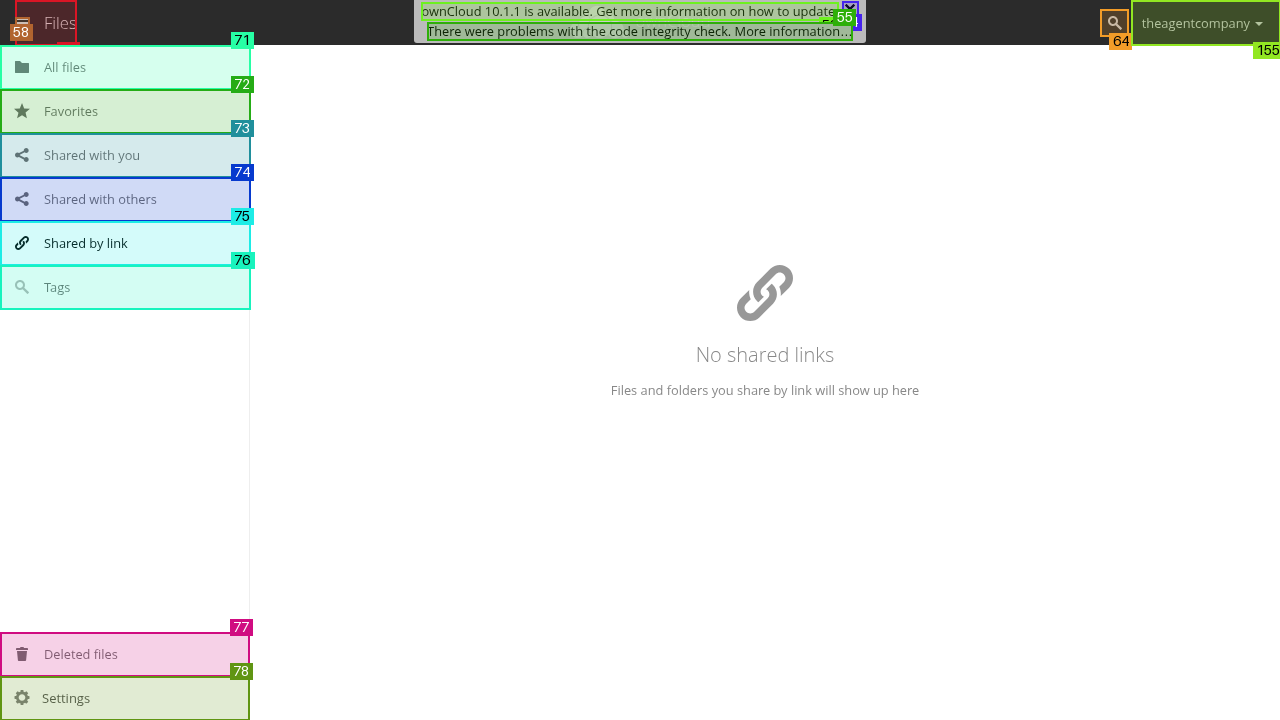 Files
58
ownCloud 10.1.1 is available. Get more information on how to update.
55
There were problems with the code integrity check. More information…
64
theagentcompany
155
71
All files
72
Favorites
73
Shared with you
74
Shared with others
75
Shared by link
76
Tags
No shared links
Files and folders you share by link will show up here
77
Deleted files
78
Settings